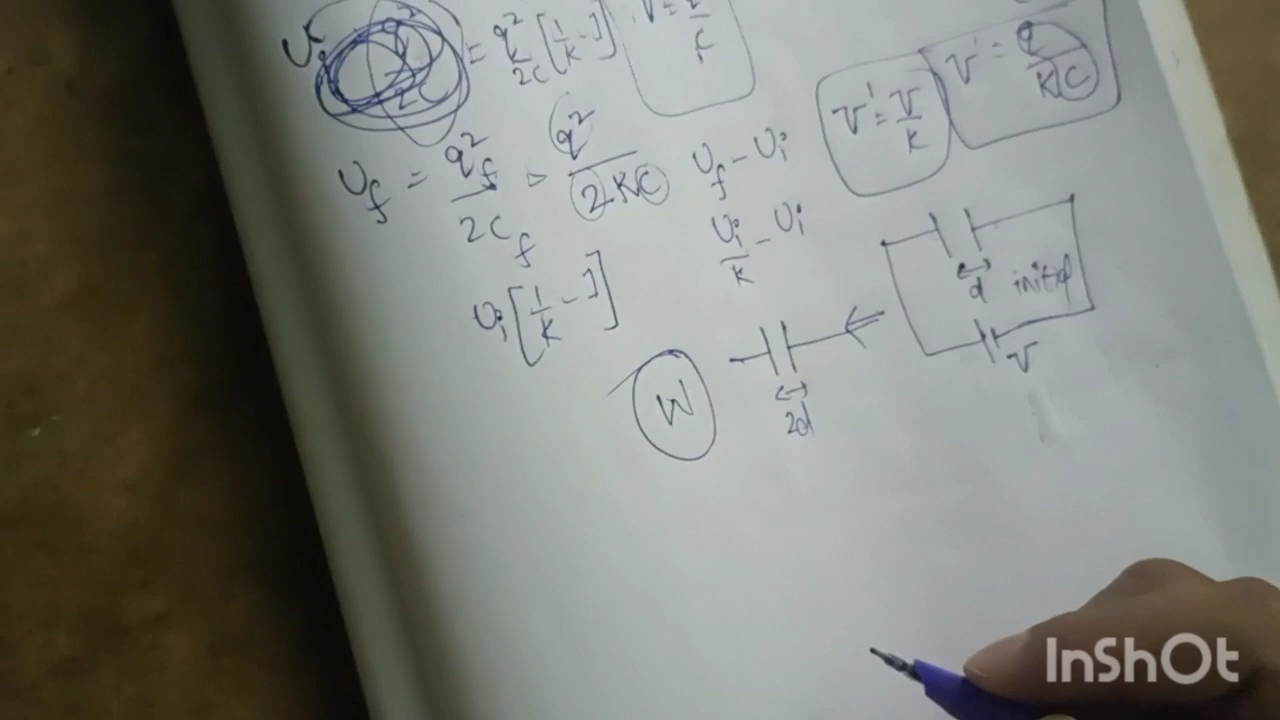 Ui = q²/2C [1/K - 1]
V' = V/K
V' = q/KC
Uf = qf²/2Cf = q²/2KC
Uf - Ui
Ui/K - Ui
Ui [1/K - 1]
d initial
V
W
2d
InShOt